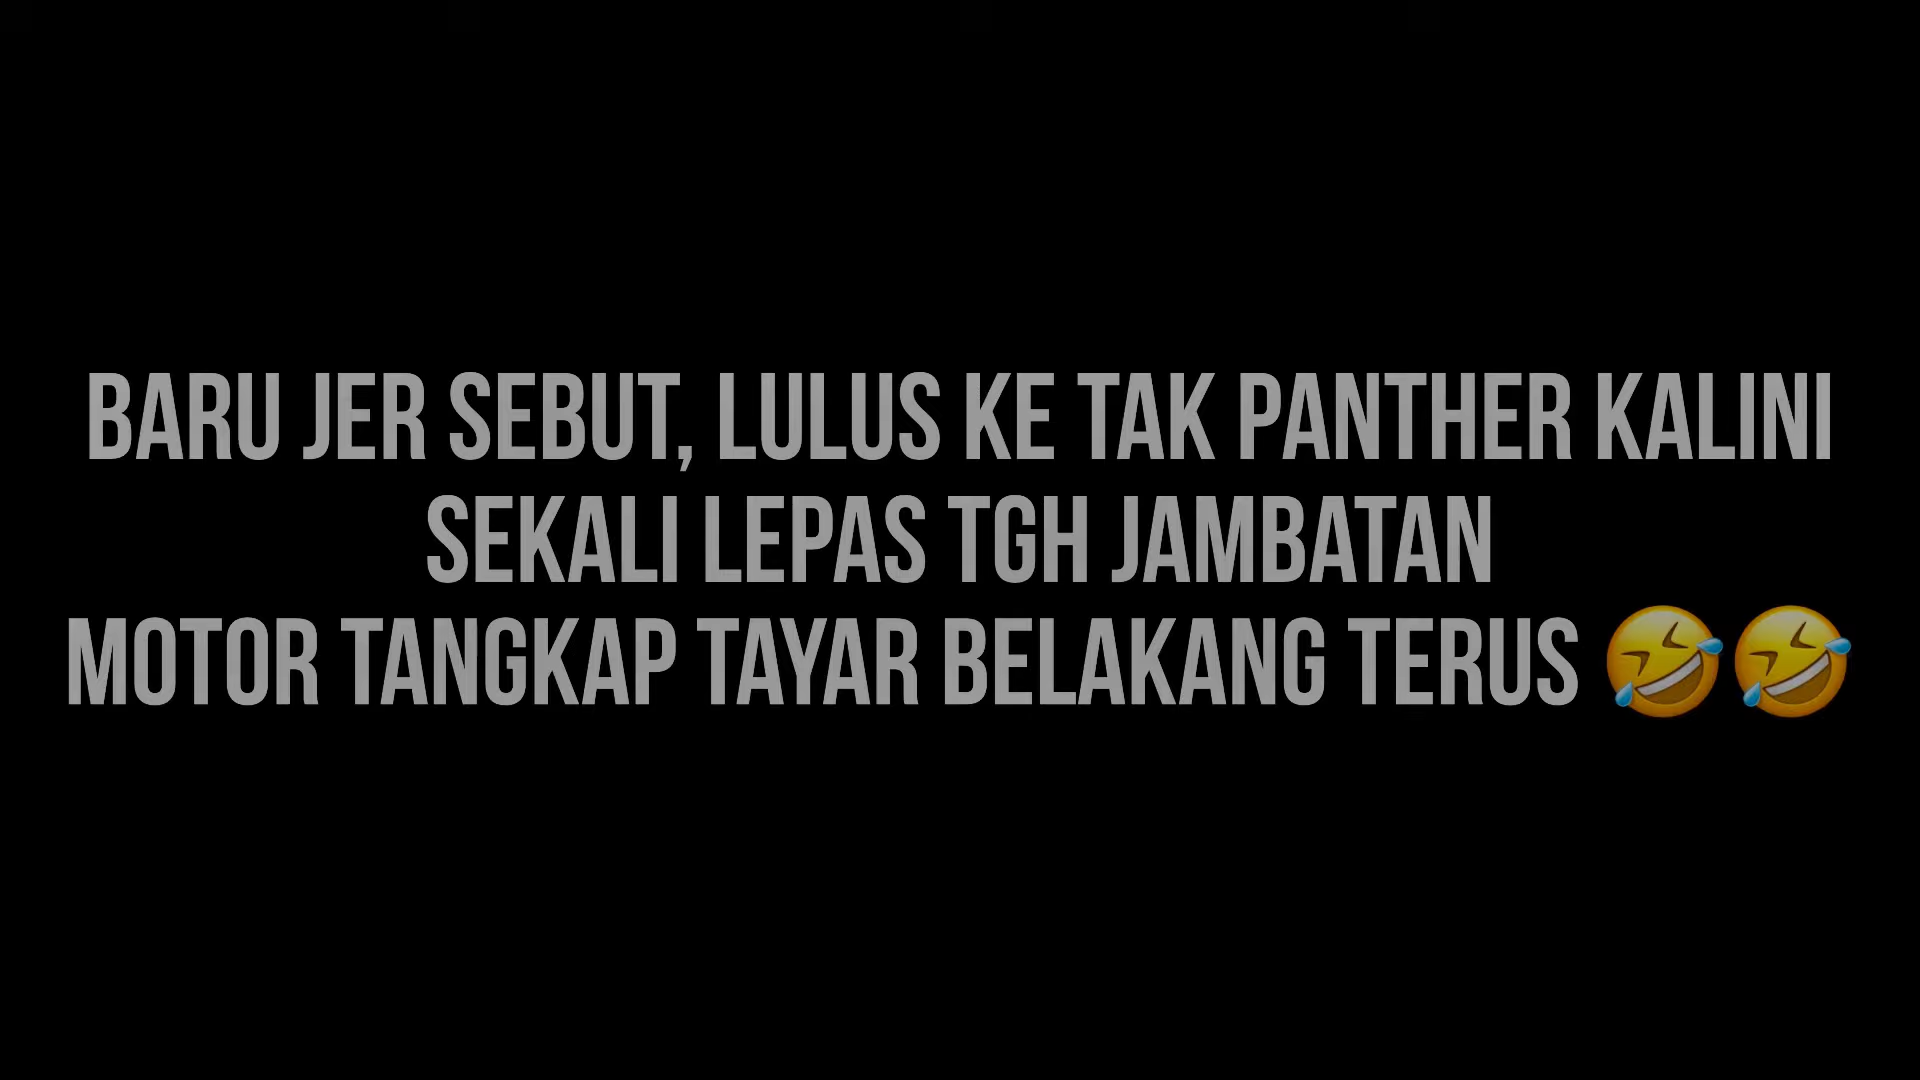 BARU JER SEBUT, LULUS KE TAK PANTHER KALINI
SEKALI LEPAS TGH JAMBATAN
MOTOR TANGKAP TAYAR BELAKANG TERUS 🤣🤣